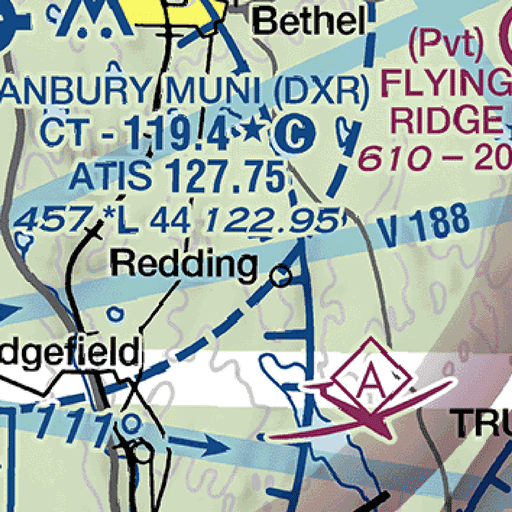 Bethel
(Pvt)
ANBURY MUNI (DXR)
FLYING
CT - 119.4 ★ C
RIDGE
ATIS 127.75
610 - 20
457 *L 44 122.95
V 188
Redding
dgefield
A
111
TRU